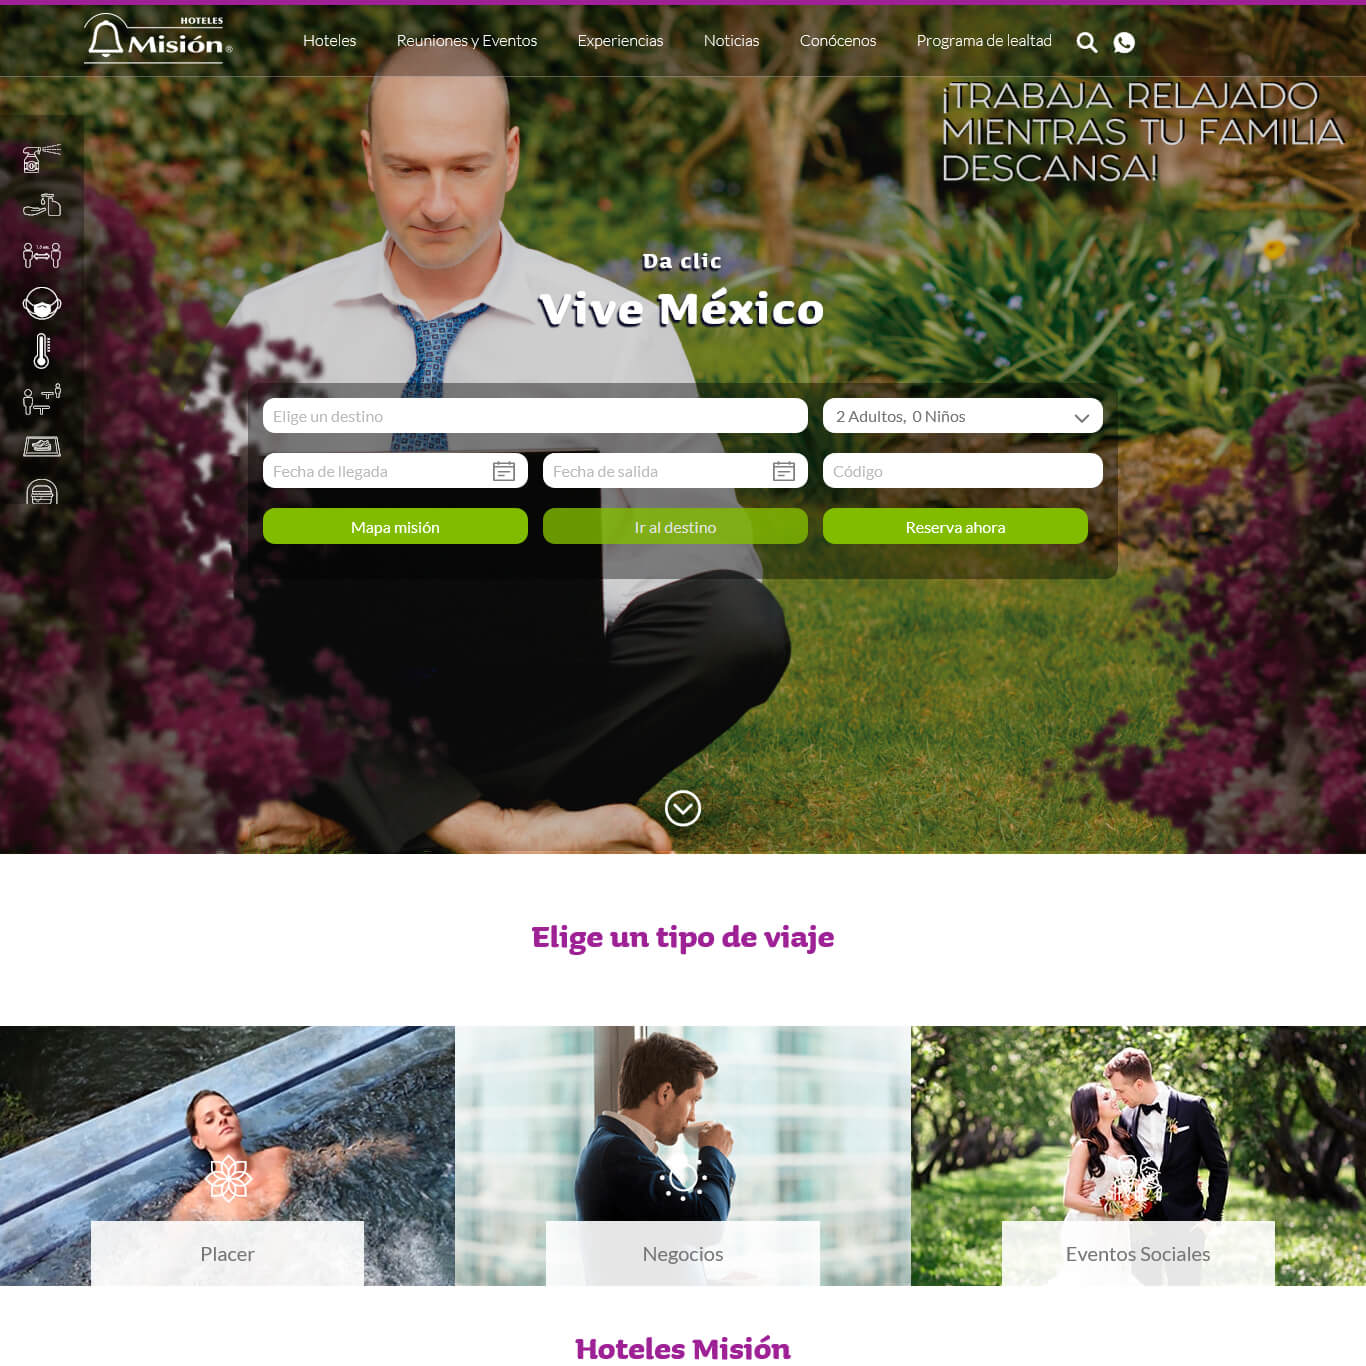 HOTELES
Misión®
Hoteles
Reuniones y Eventos
Experiencias
Noticias
Conócenos
Programa de lealtad
¡TRABAJA RELAJADO
MIENTRAS TU FAMILIA
DESCANSA!
Da clic
Vive México
Elige un destino
2 Adultos, 0 Niños
Fecha de llegada
Fecha de salida
Código
Mapa misión
Ir al destino
Reserva ahora
Elige un tipo de viaje
Placer
Negocios
Eventos Sociales
Hoteles Misión